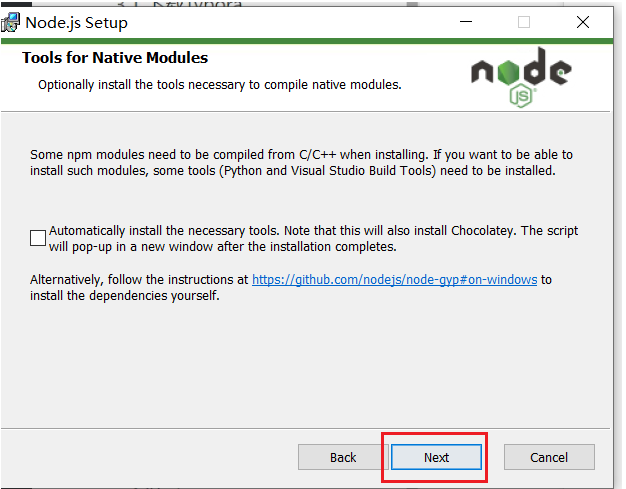 Node.js Setup
Tools for Native Modules
Optionally install the tools necessary to compile native modules.
node
JS
Some npm modules need to be compiled from C/C++ when installing. If you want to be able to
install such modules, some tools (Python and Visual Studio Build Tools) need to be installed.
Automatically install the necessary tools. Note that this will also install Chocolatey. The script
will pop-up in a new window after the installation completes.
Alternatively, follow the instructions at https://github.com/nodejs/node-gyp#on-windows to
install the dependencies yourself.
Back
Next
Cancel